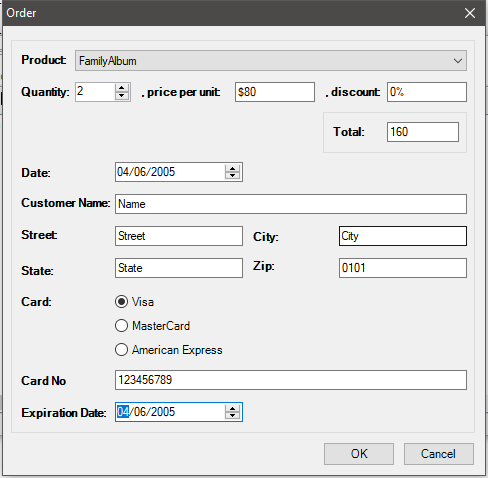 Order
Product: FamilyAlbum
Quantity: 2 , price per unit: $80 , discount: 0%
Total: 160
Date: 04/06/2005
Customer Name: Name
Street: Street City: City
State: State Zip: 0101
Card: Visa
MasterCard
American Express
Card No 123456789
Expiration Date: 04/06/2005
OK Cancel